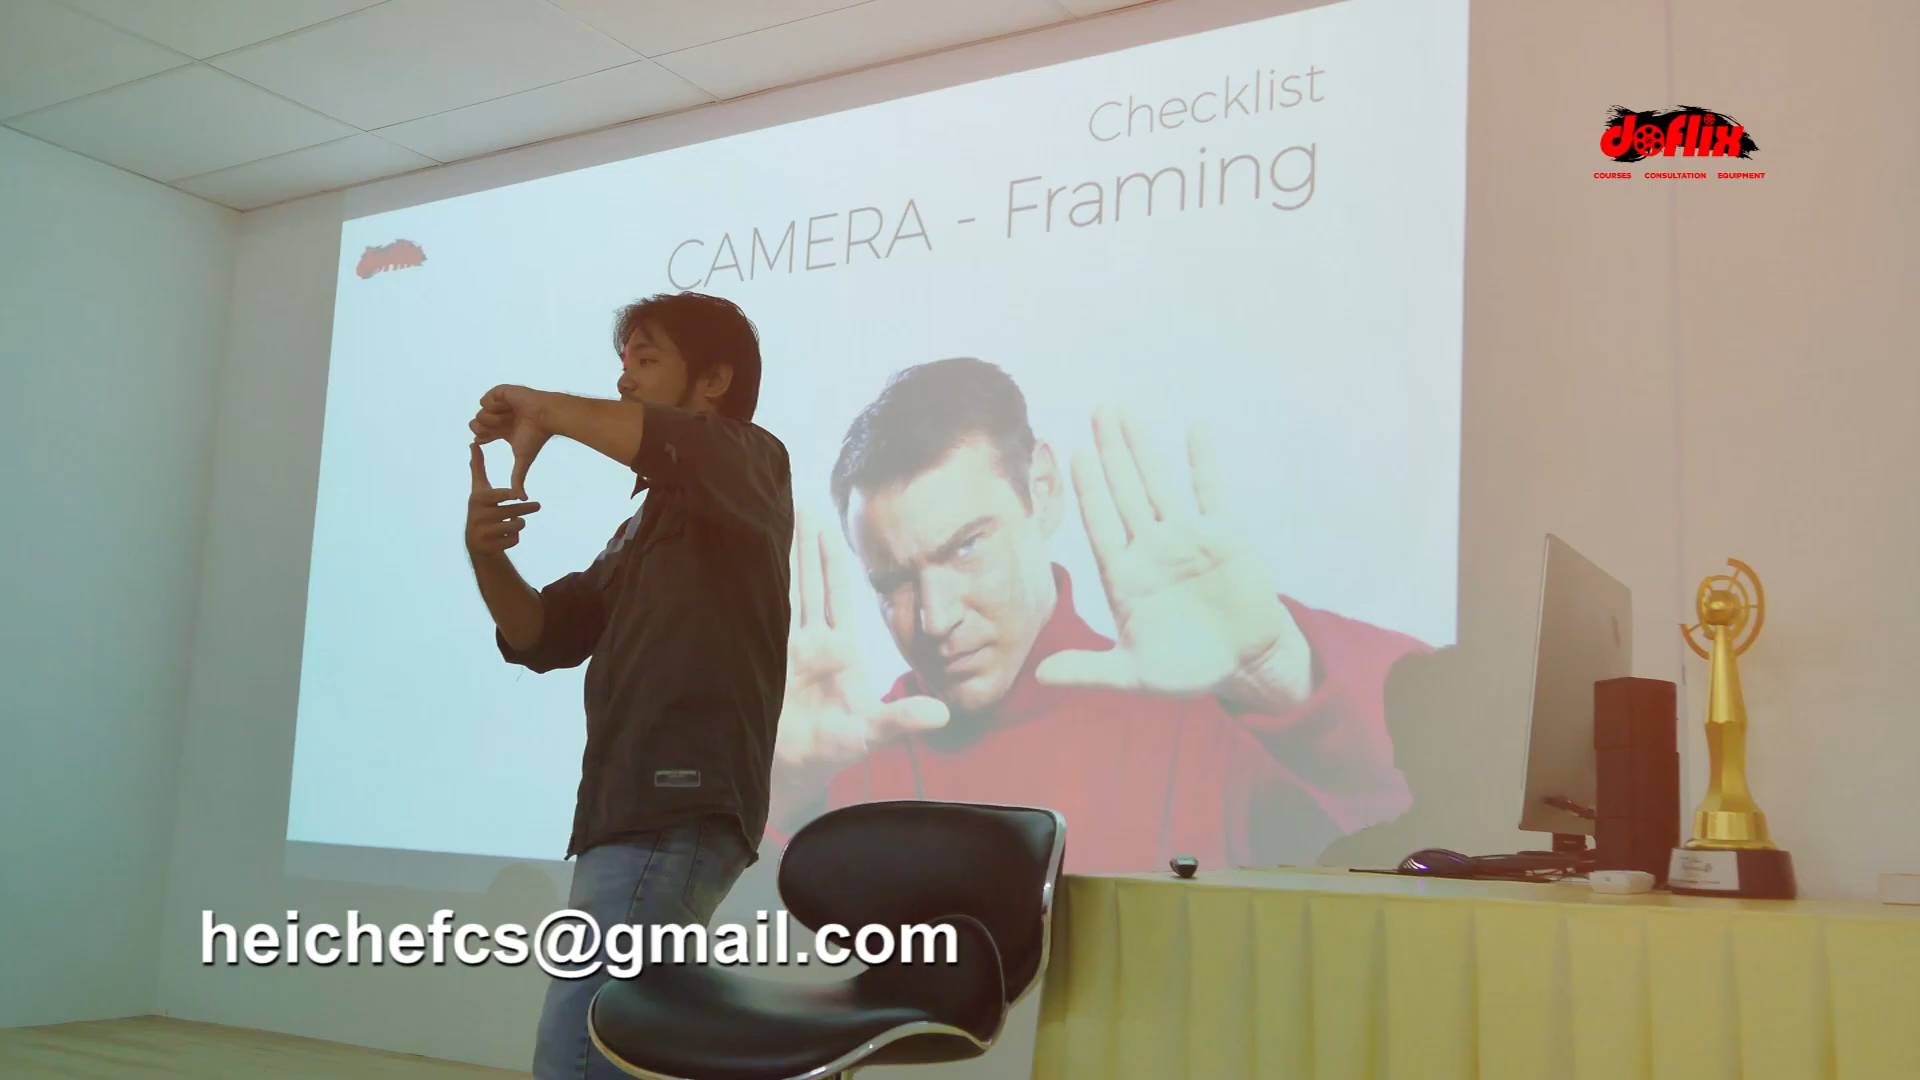 Checklist
CAMERA - Framing
doflix
COURSES CONSULTATION EQUIPMENT
heichefcs@gmail.com